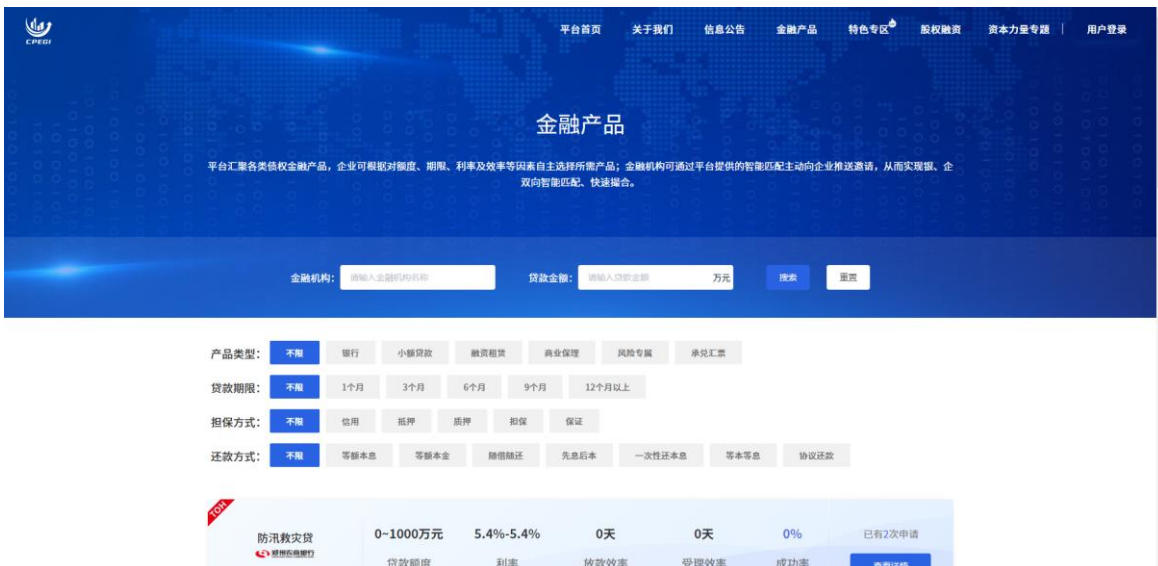 CPEGI
平台首页 关于我们 信息公告 金融产品 特色专区 股权融资 资本力量专题 | 用户登录
金融产品
平台汇聚各类债权金融产品，企业可根据对额度、期限、利率及效率等因素自主选择所需产品；金融机构可通过平台提供的智能匹配主动向企业推送邀请，从而实现银、企
双向智能匹配、快速撮合。
金融机构： 请输入金融机构名称 贷款金额： 请输入贷款金额 万元 搜索 重置
产品类型： 不限 银行 小额贷款 融资租赁 商业保理 风险专属 承兑汇票
贷款期限： 不限 1个月 3个月 6个月 9个月 12个月以上
担保方式： 不限 信用 抵押 质押 担保 保证
还款方式： 不限 等额本息 等额本金 随借随还 先息后本 一次性还本息 等本等息 协议还款
HOT
防汛救灾贷 0~1000万元 5.4%-5.4% 0天 0天 0% 已有2次申请
郑州农商银行 贷款额度 利率 放款效率 受理效率 成功率 查看详情